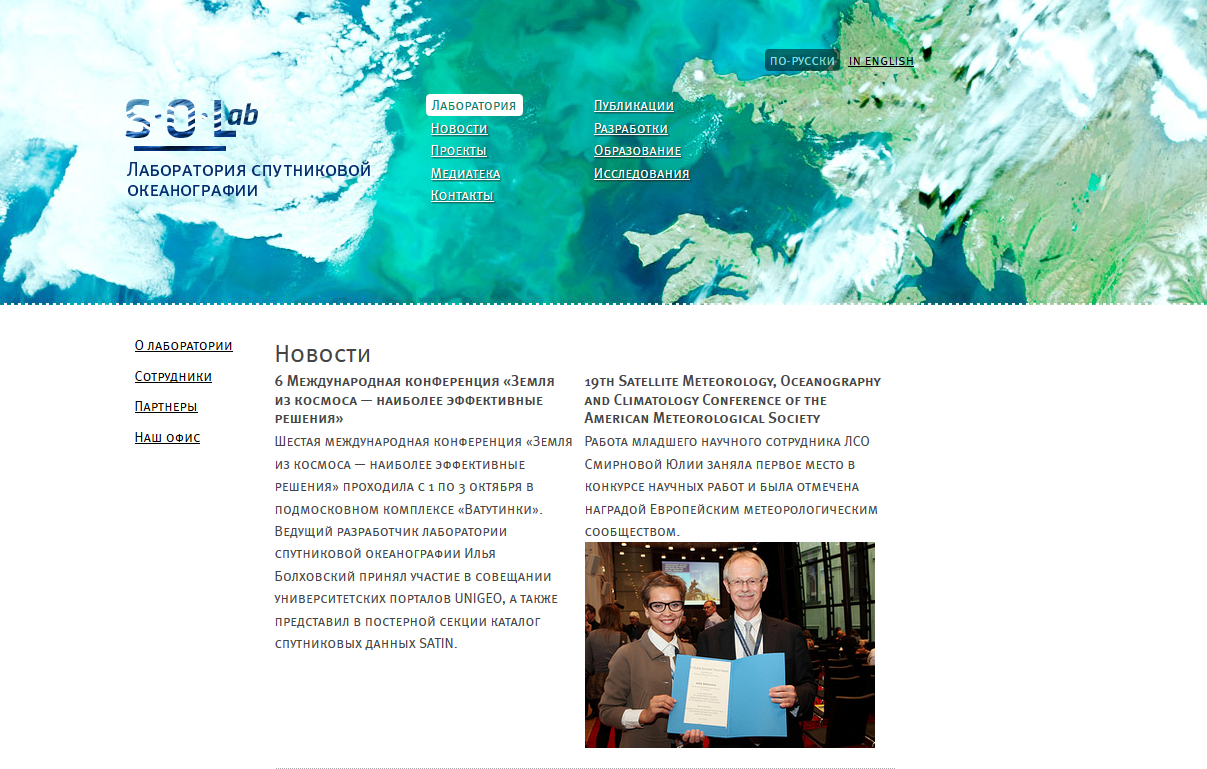 ПО-РУССКИ IN ENGLISH
S·O·Lab
Лаборатория спутниковой
океанографии
Лаборатория
Новости
Проекты
Медиатека
Контакты
Публикации
Разработки
Образование
Исследования
О лаборатории
Сотрудники
Партнеры
Наш офис
Новости
6 Международная конференция «Земля
из космоса — наиболее эффективные
решения»
Шестая международная конференция «Земля
из космоса — наиболее эффективные
решения» проходила с 1 по 3 октября в
подмосковном комплексе «Ватутинки».
Ведущий разработчик лаборатории
спутниковой океанографии Илья
Болховский принял участие в совещании
университетских порталов UNIGEO, а также
представил в постерной секции каталог
спутниковых данных SATIN.
19th Satellite Meteorology, Oceanography
and Climatology Conference of the
American Meteorological Society
Работа младшего научного сотрудника ЛСО
Смирновой Юлии заняла первое место в
конкурсе научных работ и была отмечена
наградой Европейским метеорологическим
сообществом.